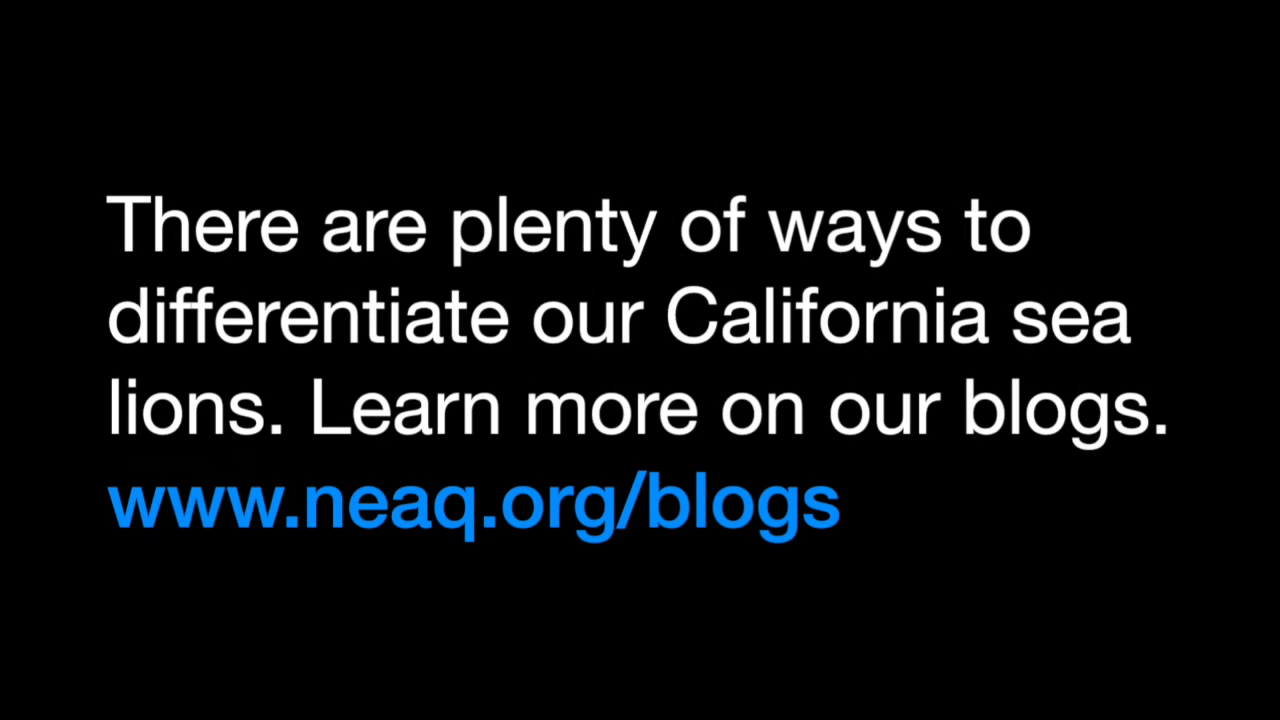 There are plenty of ways to
differentiate our California sea
lions. Learn more on our blogs.
www.neaq.org/blogs